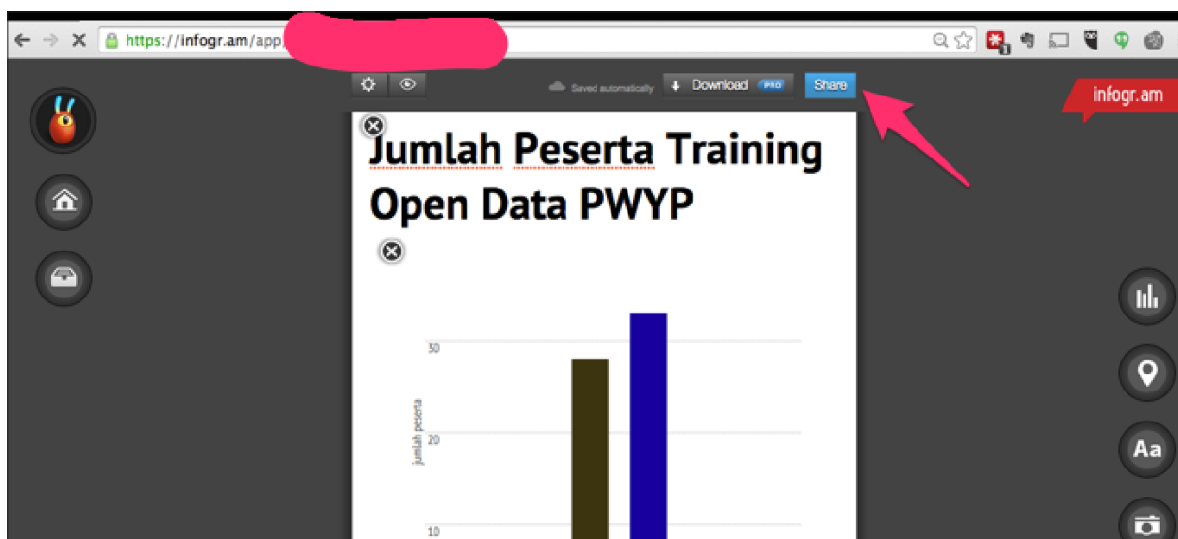 https://infogr.am/app
Saved automatically
Download
PRO
Share
infogr.am
Jumlah Peserta Training
Open Data PWYP
30
jumlah peserta
20
10
Aa